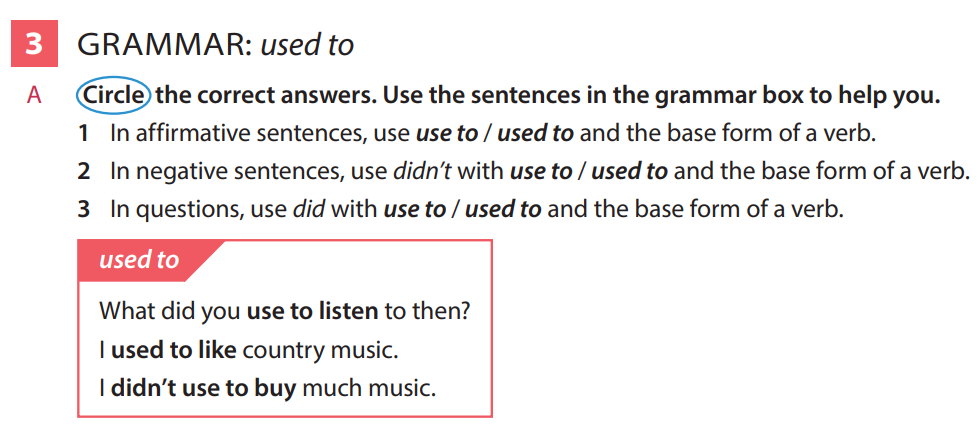 3 GRAMMAR: used to
A Circle the correct answers. Use the sentences in the grammar box to help you.
1 In affirmative sentences, use use to / used to and the base form of a verb.
2 In negative sentences, use didn’t with use to / used to and the base form of a verb.
3 In questions, use did with use to / used to and the base form of a verb.
used to
What did you use to listen to then?
I used to like country music.
I didn’t use to buy much music.